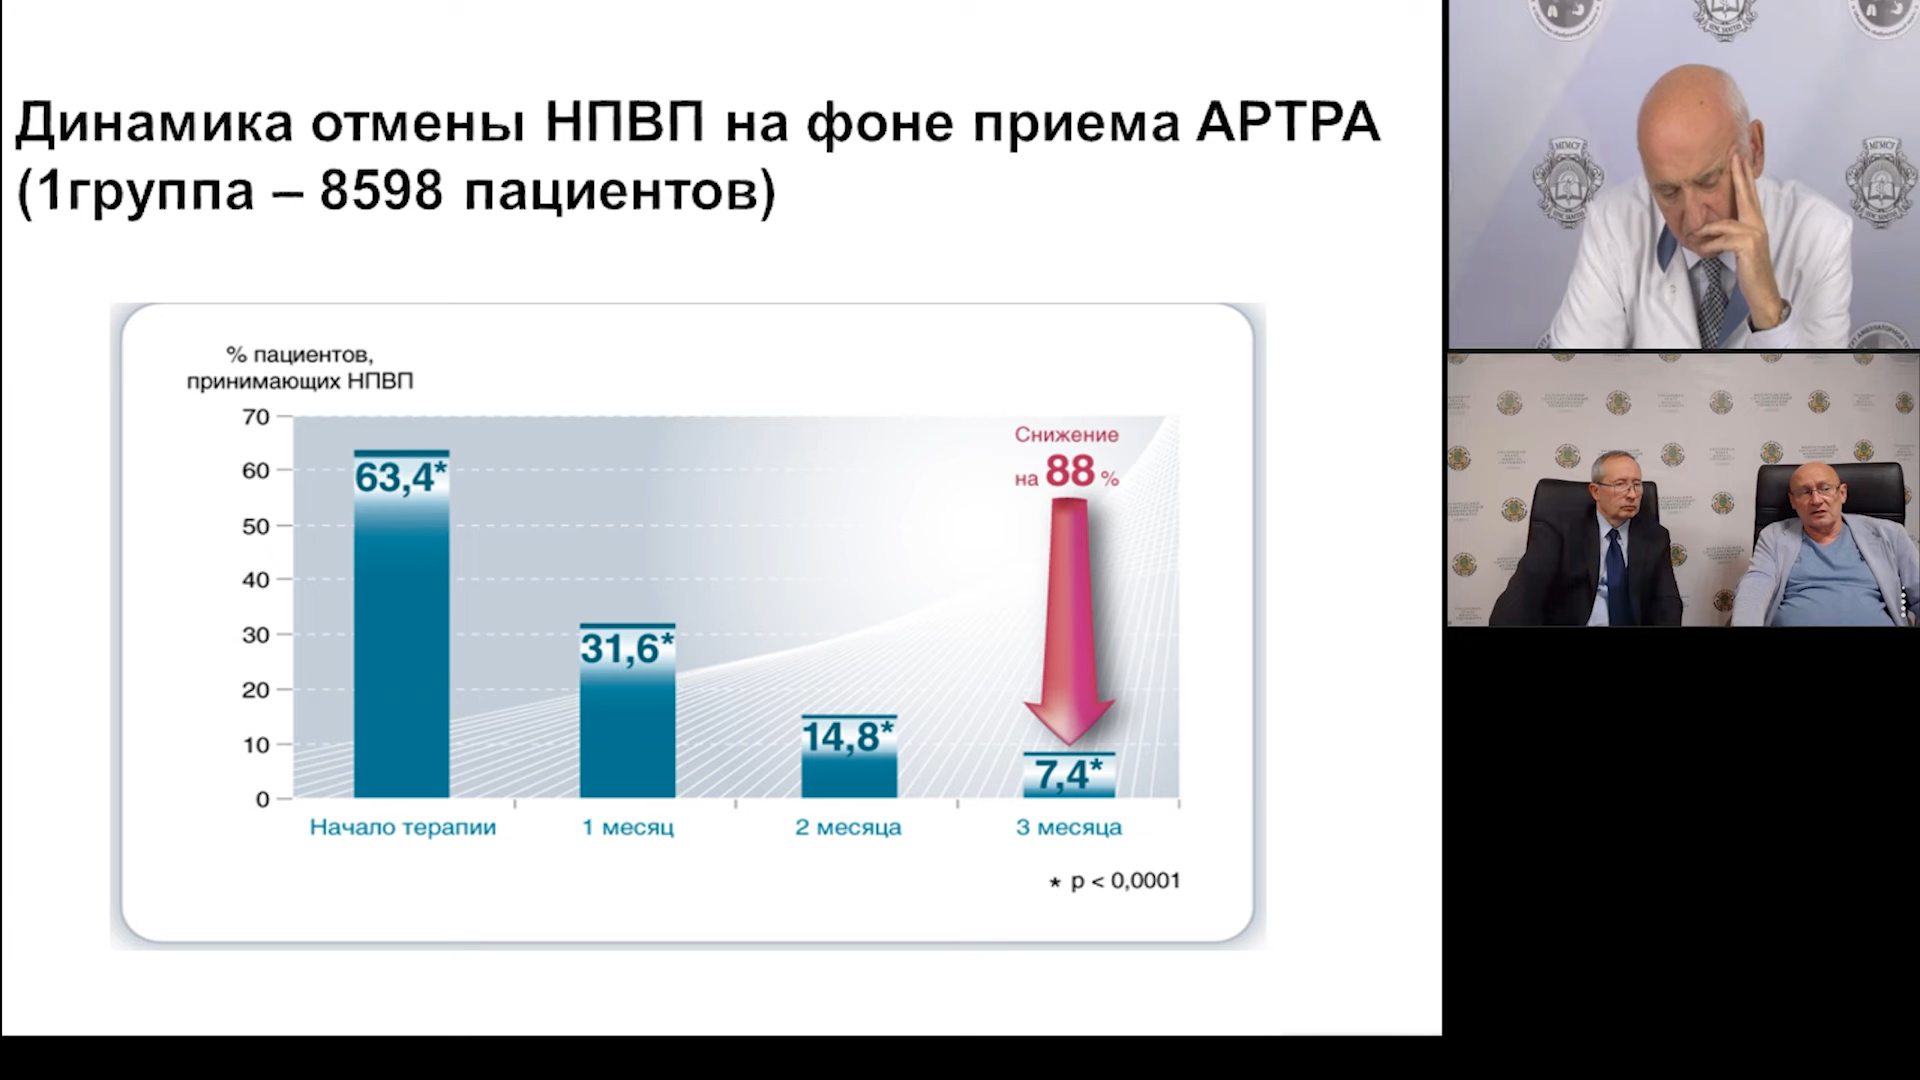 Динамика отмены НПВП на фоне приема АРТРА
(1группа – 8598 пациентов)
% пациентов,
принимающих НПВП
70
60
50
40
30
20
10
0
63,4*
31,6*
14,8*
7,4*
Снижение
на 88 %
Начало терапии
1 месяц
2 месяца
3 месяца
* p < 0,0001
МГМСУ
МГМСУ